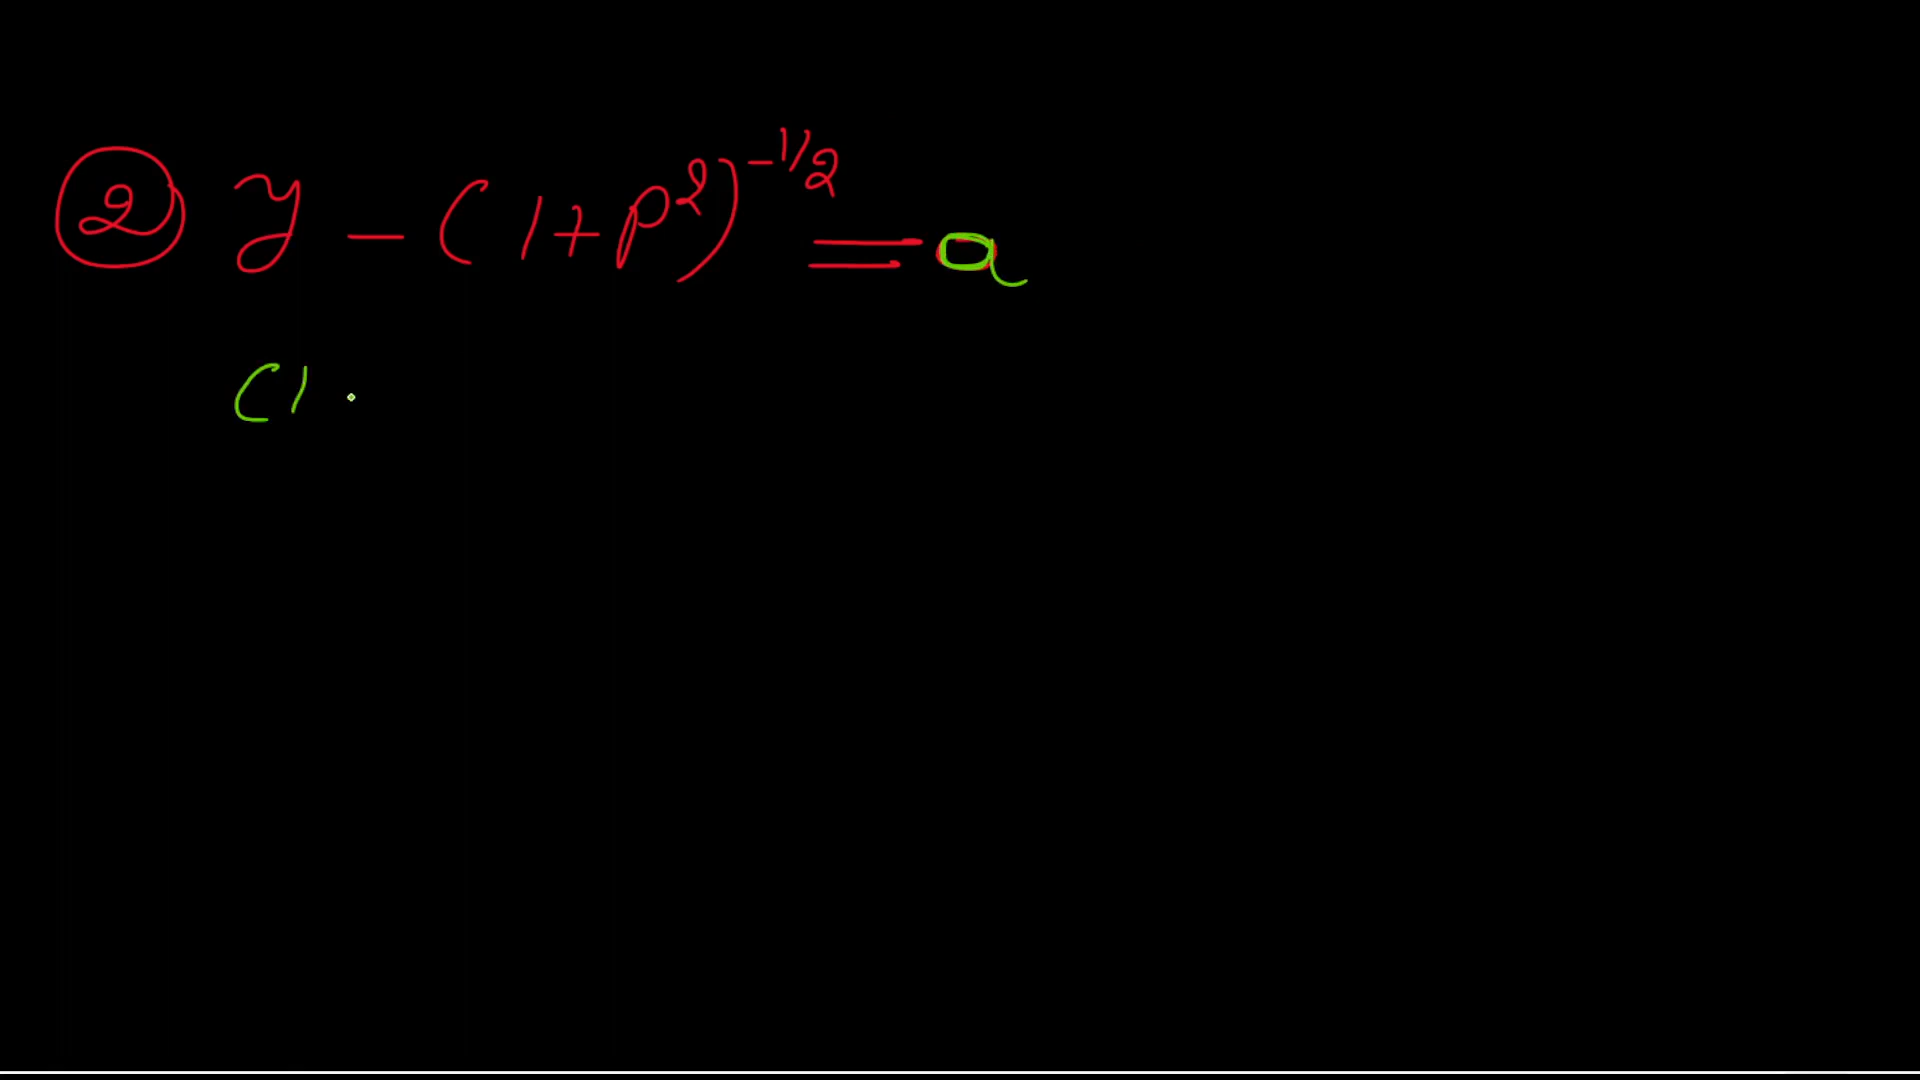 ② y - (1+p²)^-1/2 = a
(1